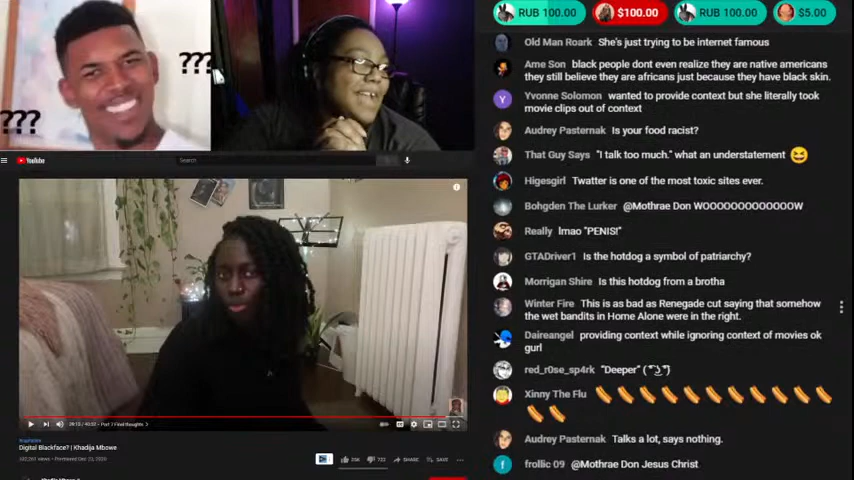 ???
???
YouTube
Search
Digital Blackface? | Khadija Mbowe
SHARE
SAVE
RUB 100.00
$100.00
RUB 100.00
$5.00
Old Man Roark She's just trying to be internet famous
Ame Son black people dont even realize they are native americans
they still believe they are africans just because they have black skin.
Yvonne Solomon wanted to provide context but she literally took
movie clips out of context
Audrey Pasternak Is your food racist?
That Guy Says "I talk too much." what an understatement 😆
Higesgirl Twatter is one of the most toxic sites ever.
Bohgden The Lurker @Mothrae Don WOOOOOOOOOOOOW
Really lmao "PENIS!"
GTADriver1 Is the hotdog a symbol of patriarchy?
Morrigan Shire Is this hotdog from a brotha
Winter Fire This is as bad as Renegade cut saying that somehow
the wet bandits in Home Alone were in the right.
Daireangel providing context while ignoring context of movies ok
gurl
red_r0se_sp4rk "Deeper" ( ͡° ͜ʖ ͡°)
Xinny The Flu 🌭🌭🌭🌭🌭🌭🌭🌭🌭🌭🌭
🌭🌭
Audrey Pasternak Talks a lot, says nothing.
frollic 09 @Mothrae Don Jesus Christ